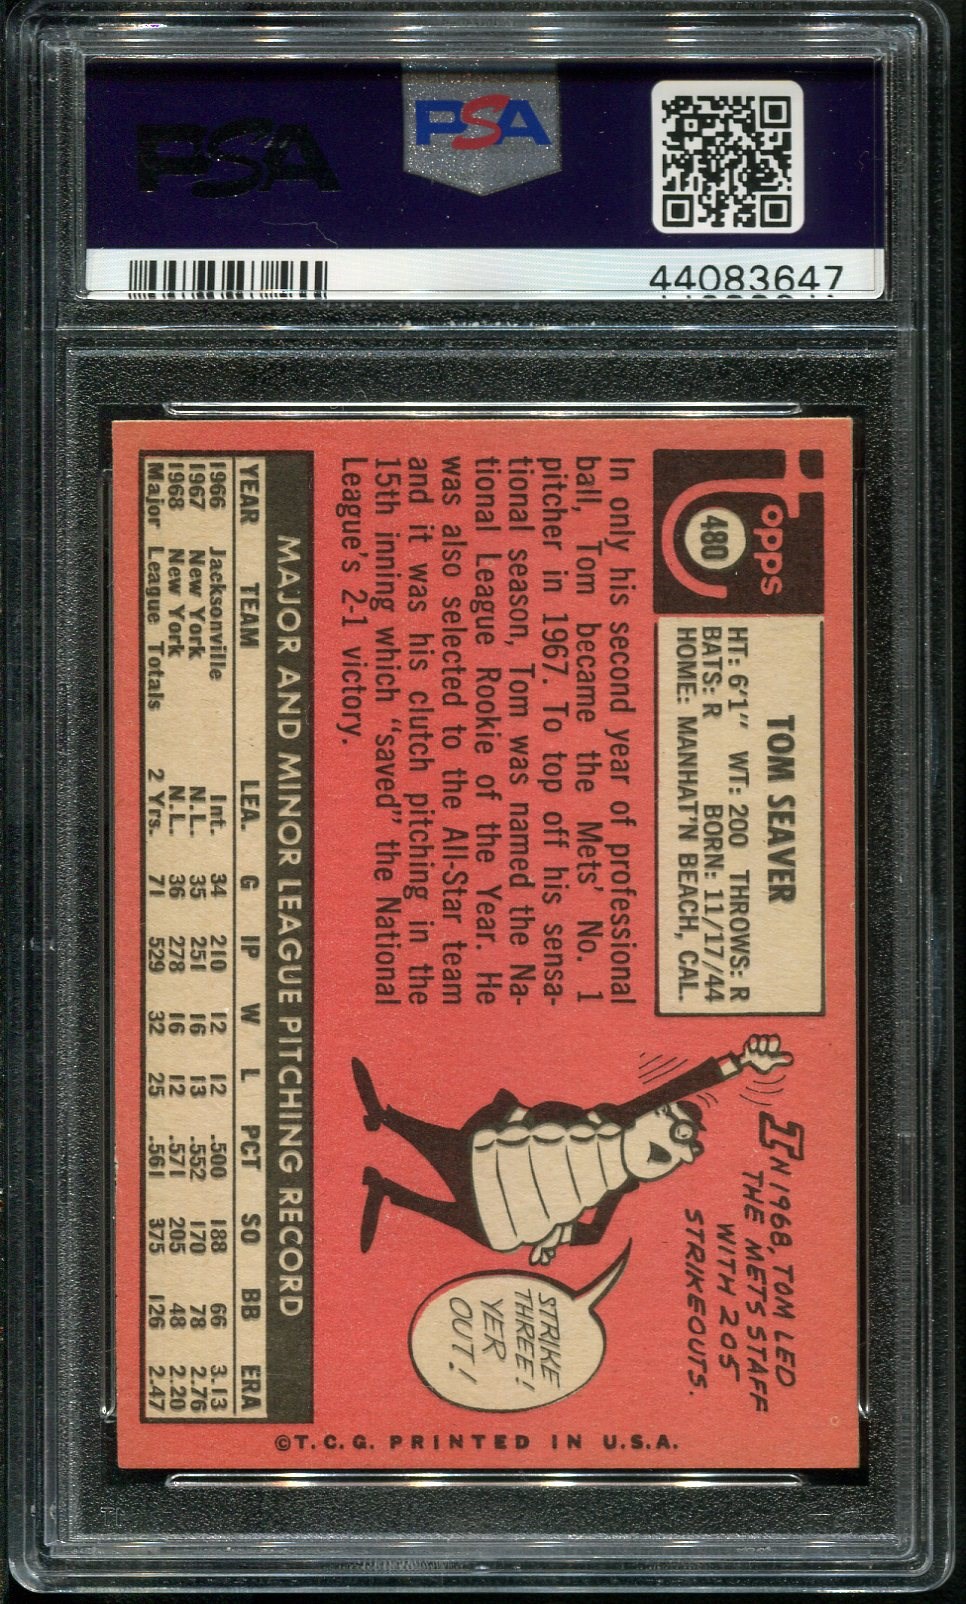 PSA
PSA
44083647
Topps
480
TOM SEAVER
HT: 6'1" WT: 200 THROWS: R
BATS: R BORN: 11/17/44
HOME: MANHAT'N BEACH, CAL.
In only his second year of professional
ball, Tom became the Mets' No. 1
pitcher in 1967. To top off his sensa-
tional season, Tom was named the Na-
tional League Rookie of the Year. He
was also selected to the All-Star team
and it was his clutch pitching in the
15th inning which "saved" the National
League's 2-1 victory.
IN 1968, TOM LED
THE METS STAFF
WITH 205
STRIKEOUTS.
STRIKE
THREE!
YER
OUT!
MAJOR AND MINOR LEAGUE PITCHING RECORD
YEAR TEAM LEA. G IP W L PCT SO BB ERA
1966 Jacksonville Int. 34 210 12 12 .500 188 66 3.13
1967 New York N.L. 35 251 16 13 .552 170 78 2.76
1968 New York N.L. 36 278 16 12 .571 205 48 2.20
Major League Totals 2 Yrs. 71 529 32 25 .561 375 126 2.47
©T.C.G. PRINTED IN U.S.A.